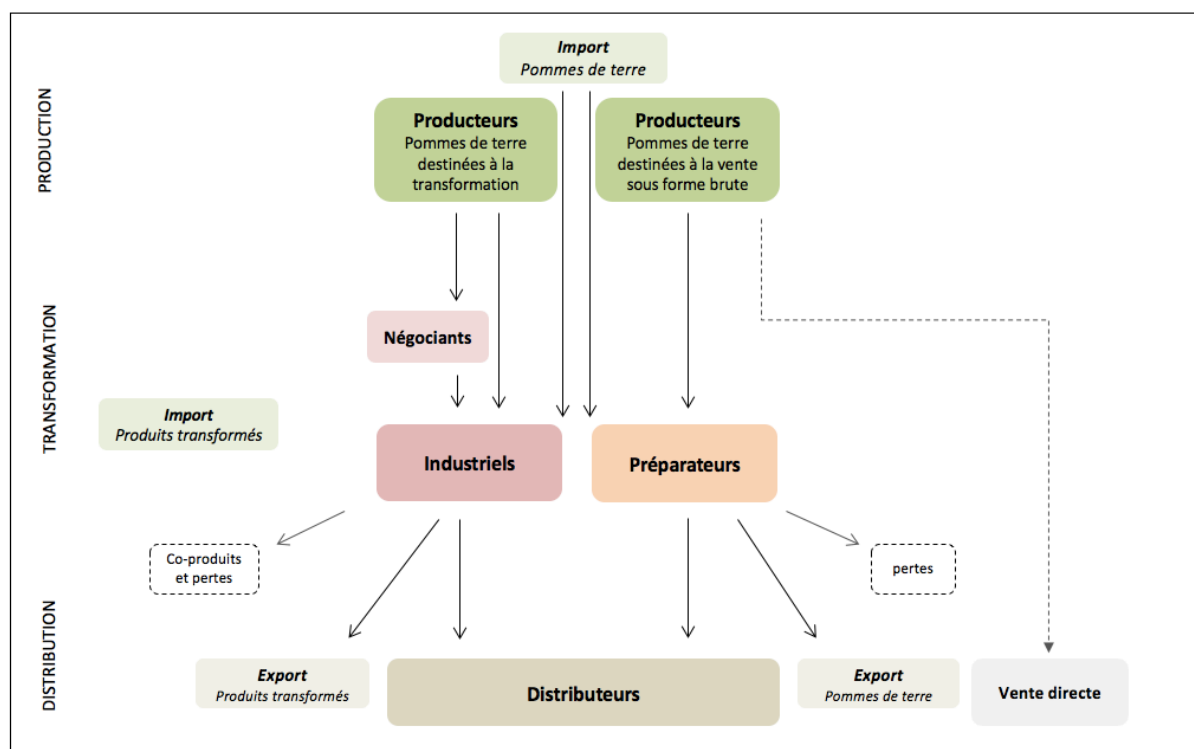 PRODUCTION
Import
Pommes de terre
Producteurs
Pommes de terre
destinées à la
transformation
Producteurs
Pommes de terre
destinées à la vente
sous forme brute
TRANSFORMATION
Négociants
Import
Produits transformés
Industriels
Préparateurs
Co-produits
et pertes
pertes
DISTRIBUTION
Export
Produits transformés
Distributeurs
Export
Pommes de terre
Vente directe